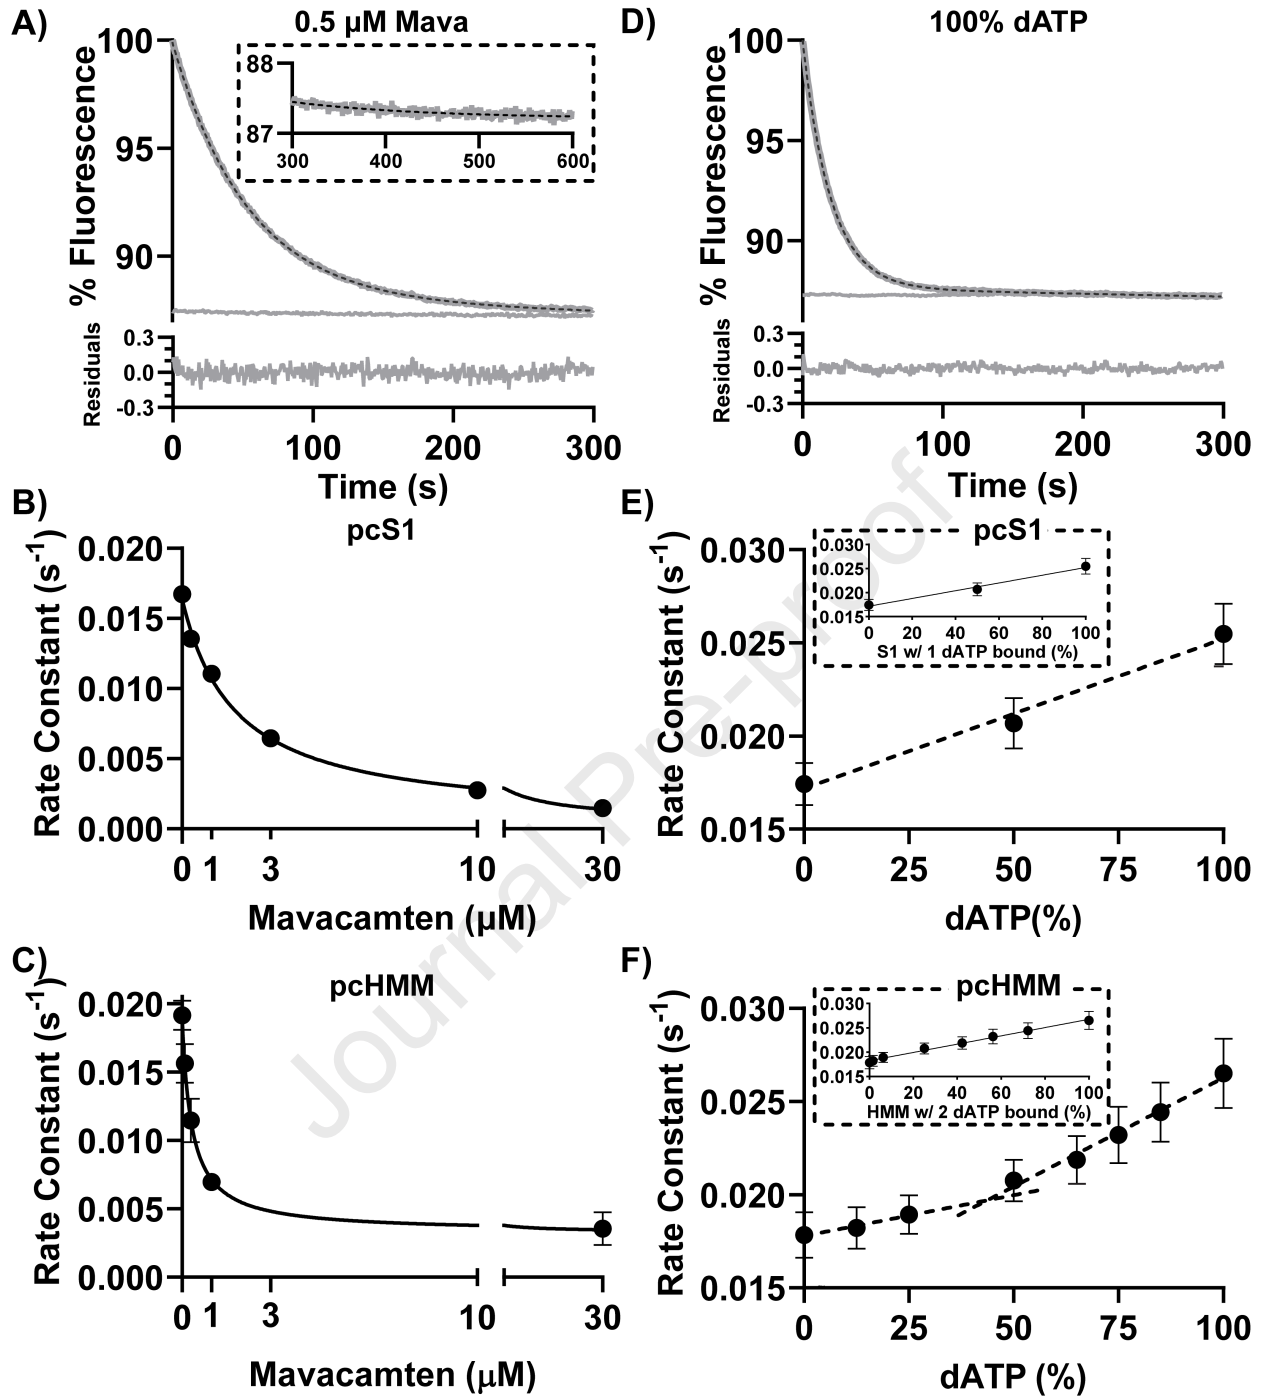 A)
0.5 µM Mava
% Fluorescence
100
95
90
88
87
300 400 500 600
Residuals
0.3
0.0
-0.3
0 100 200 300
Time (s)
D)
100% dATP
% Fluorescence
100
95
90
Residuals
0.3
0.0
-0.3
0 100 200 300
Time (s)
B)
pcS1
Rate Constant (s-1)
0.020
0.015
0.010
0.005
0.000
0 1 3 10 30
Mavacamten (µM)
E)
pcS1
Rate Constant (s-1)
0.030
0.025
0.020
0.015
0.030
0.025
0.020
0.015
0 20 40 60 80 100
S1 w/ 1 dATP bound (%)
0 25 50 75 100
dATP(%)
C)
pcHMM
Rate Constant (s-1)
0.020
0.015
0.010
0.005
0.000
0 1 3 10 30
Mavacamten (µM)
F)
pcHMM
Rate Constant (s-1)
0.030
0.025
0.020
0.015
0.030
0.025
0.020
0.015
0 20 40 60 80 100
HMM w/ 2 dATP bound (%)
0 25 50 75 100
dATP (%)
Journal Pre-proof